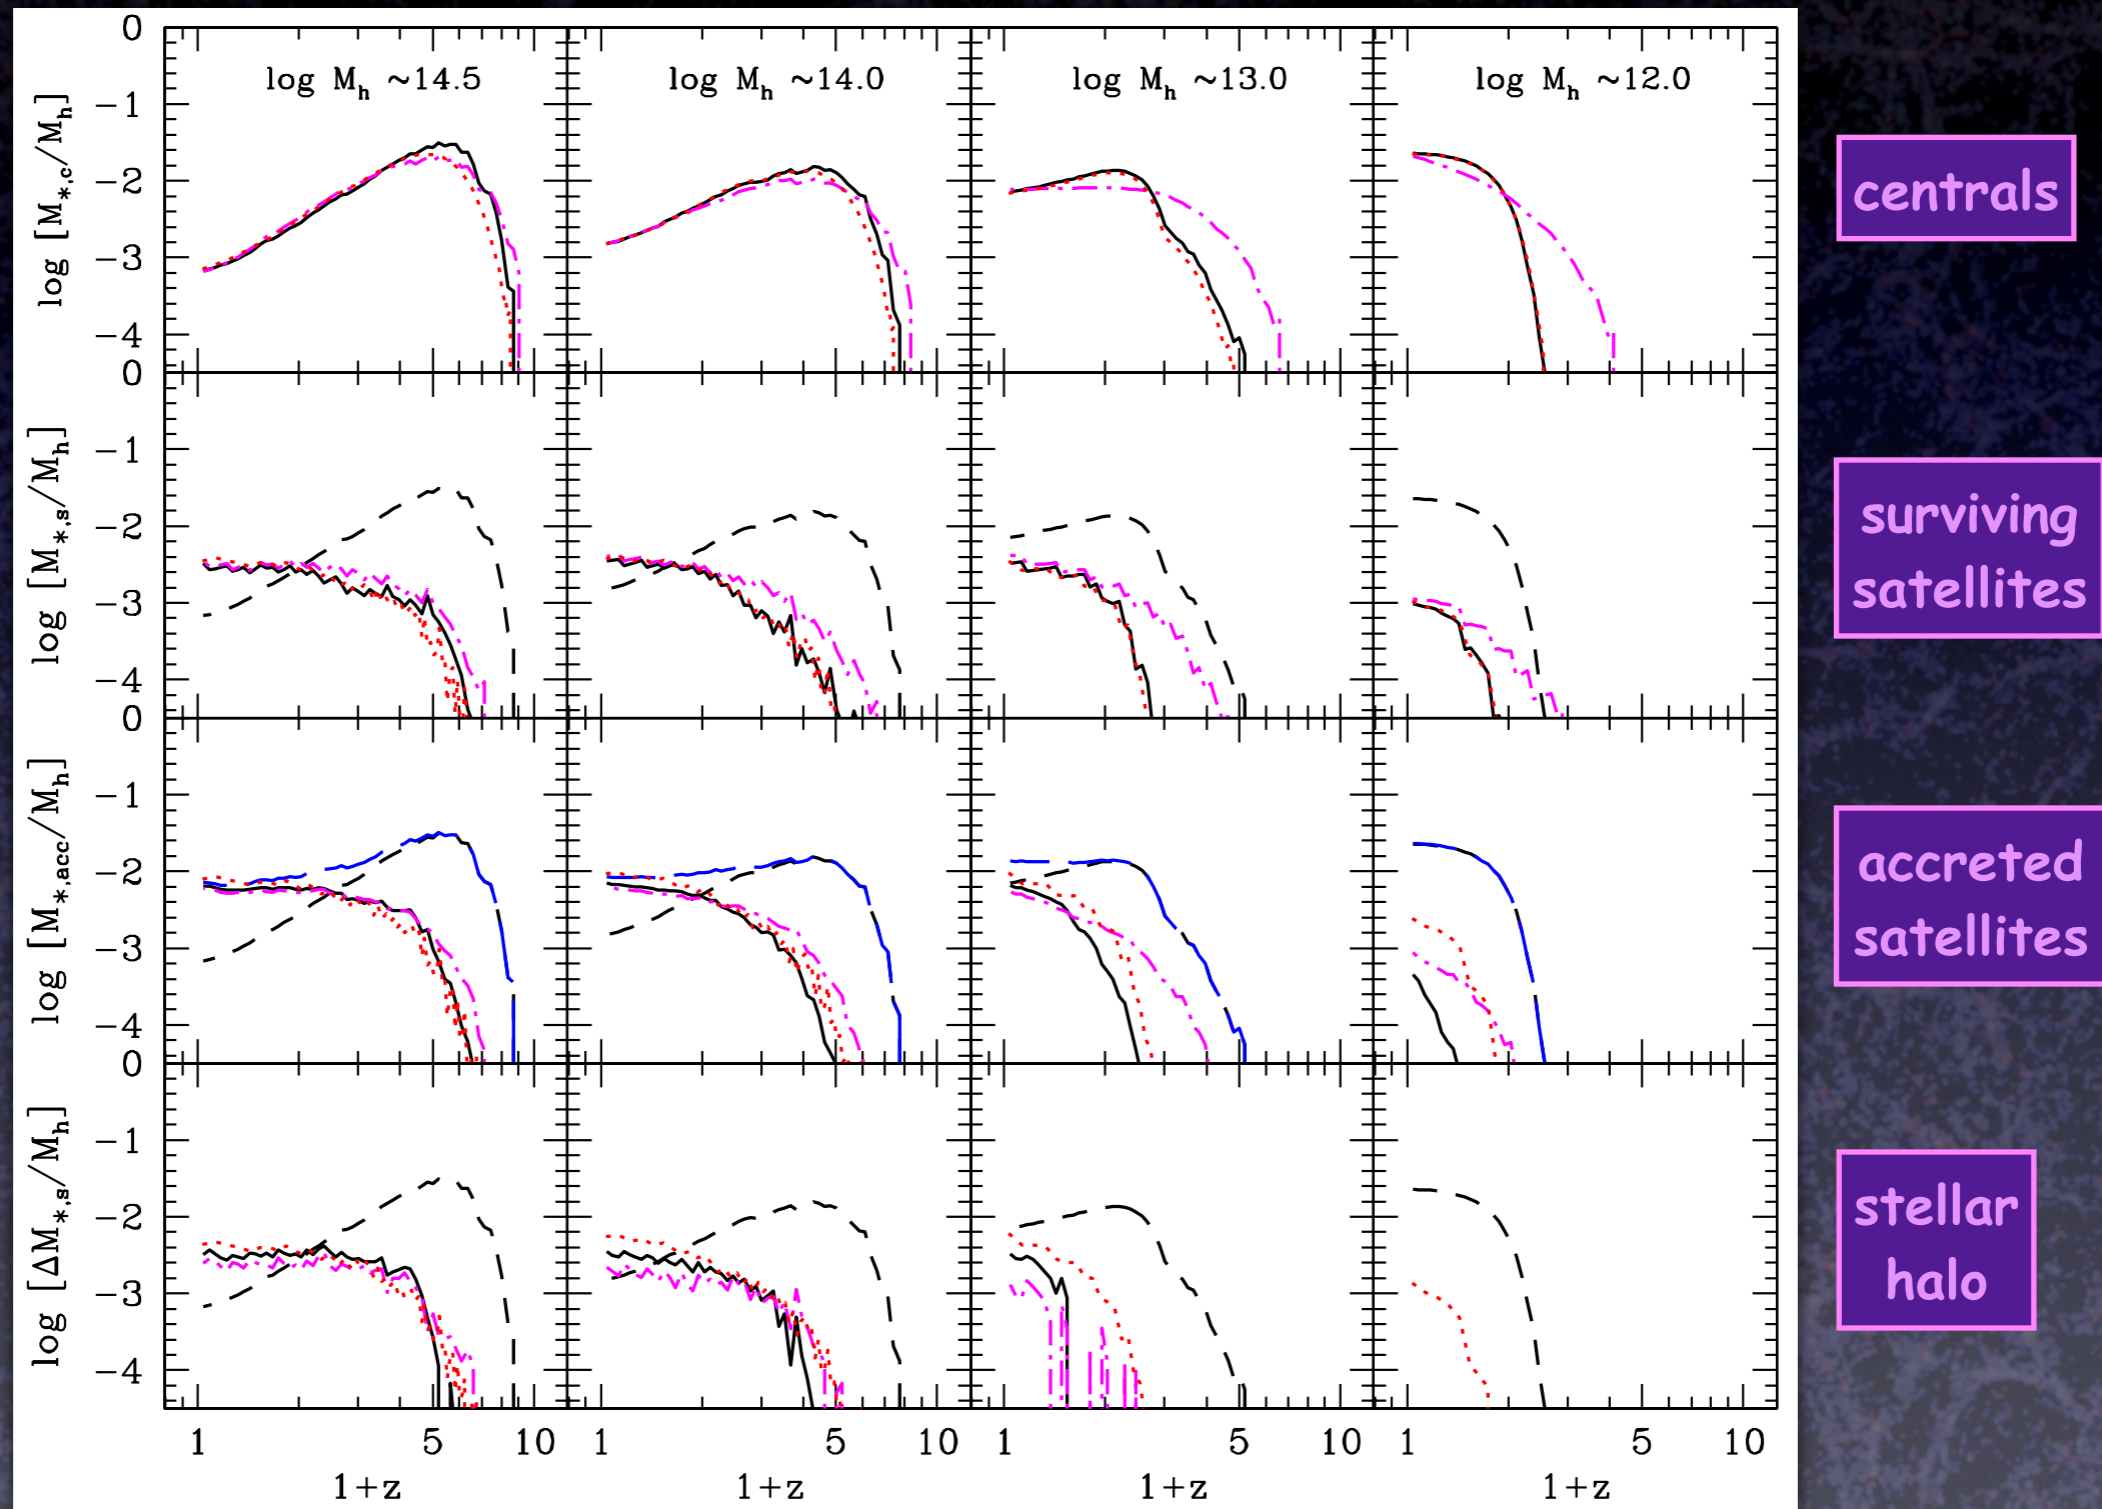 log M_h ~14.5
log M_h ~14.0
log M_h ~13.0
log M_h ~12.0
log [M_*,c/M_h]
0
−1
−2
−3
−4
centrals
log [M_*,s/M_h]
0
−1
−2
−3
−4
surviving
satellites
log [M_*,acc/M_h]
0
−1
−2
−3
−4
accreted
satellites
log [ΔM_*,s/M_h]
0
−1
−2
−3
−4
stellar
halo
1 5 10 1 5 10 1 5 10 1 5 10
1+z 1+z 1+z 1+z